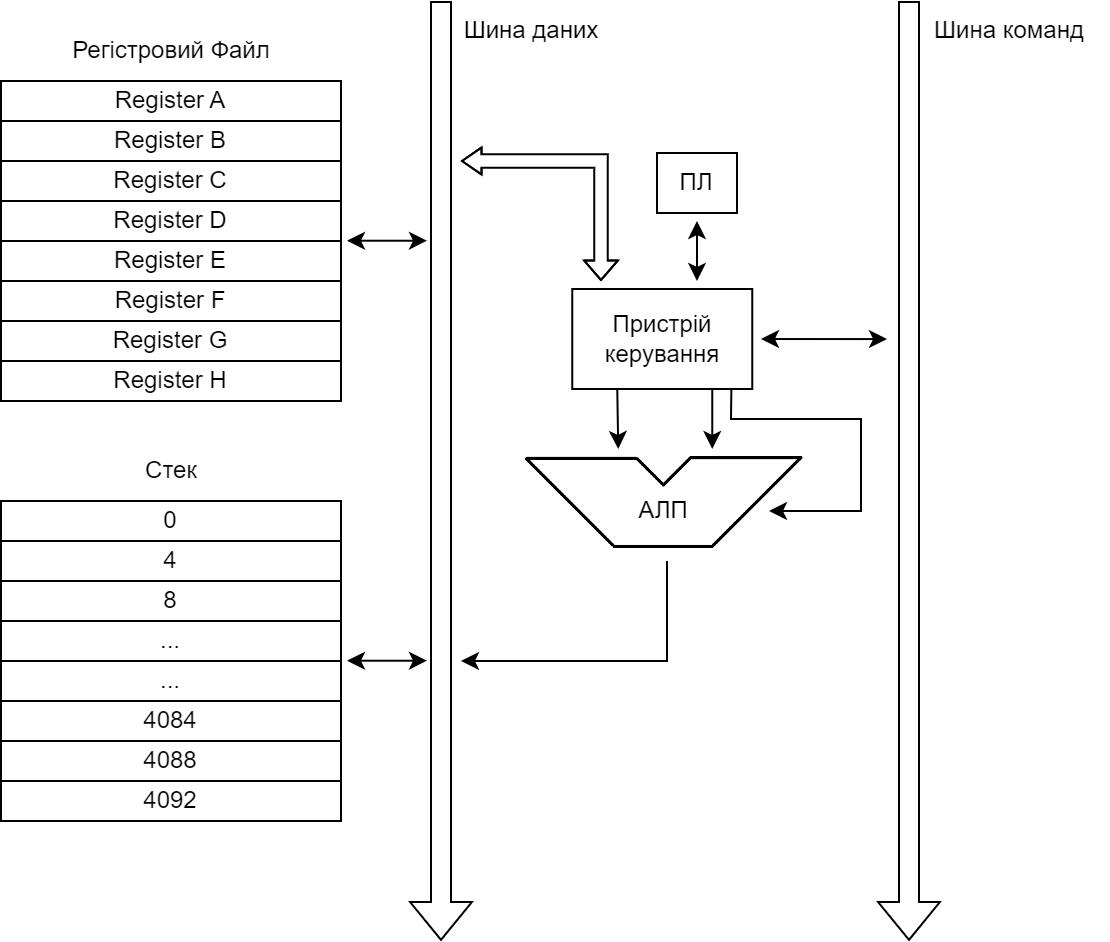 Шина даних
Шина команд
Регістровий Файл
Register A
Register B
Register C
Register D
Register E
Register F
Register G
Register H
ПЛ
Пристрій
керування
АЛП
Стек
0
4
8
...
...
4084
4088
4092